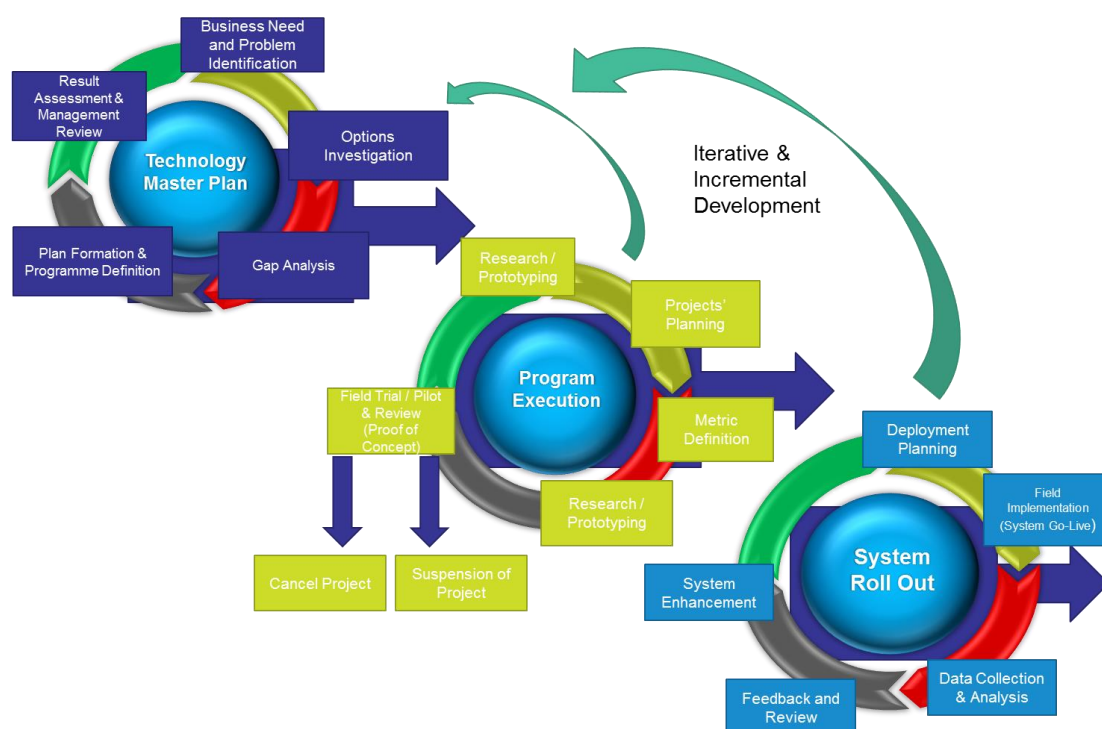 Business Need
and Problem
Identification
Result
Assessment &
Management
Review
Options
Investigation
Technology
Master Plan
Plan Formation &
Programme Definition
Gap Analysis
Iterative &
Incremental
Development
Research /
Prototyping
Projects'
Planning
Program
Execution
Field Trial / Pilot
& Review
(Proof of
Concept)
Metric
Definition
Research /
Prototyping
Cancel Project
Suspension of
Project
Deployment
Planning
Field
Implementation
(System Go-Live)
System
Roll Out
System
Enhancement
Data Collection
& Analysis
Feedback and
Review